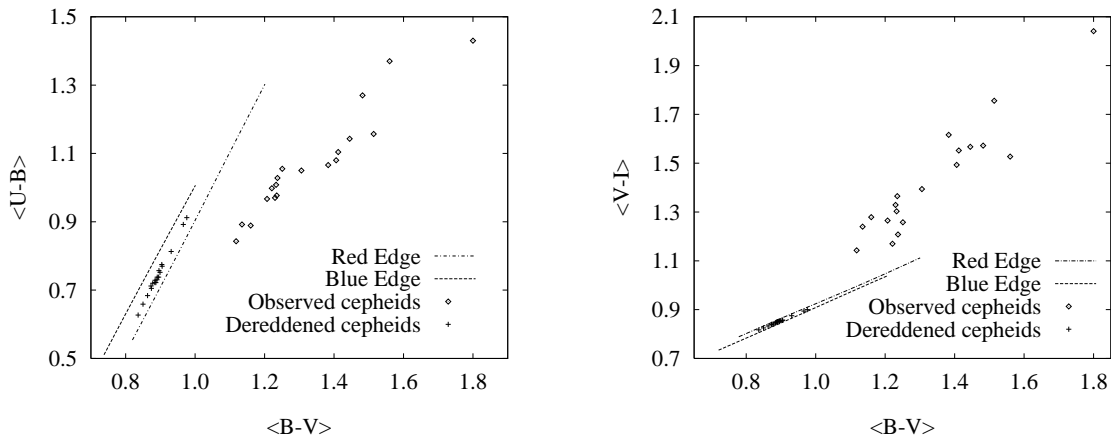 1.5
1.3
1.1
0.9
0.7
0.5
<U-B>
0.8 1.0 1.2 1.4 1.6 1.8
<B-V>
Red Edge
Blue Edge
Observed cepheids
Dereddened cepheids
2.1
1.9
1.7
1.5
1.3
1.1
0.9
0.7
<V-I>
0.8 1.0 1.2 1.4 1.6 1.8
<B-V>
Red Edge
Blue Edge
Observed cepheids
Dereddened cepheids